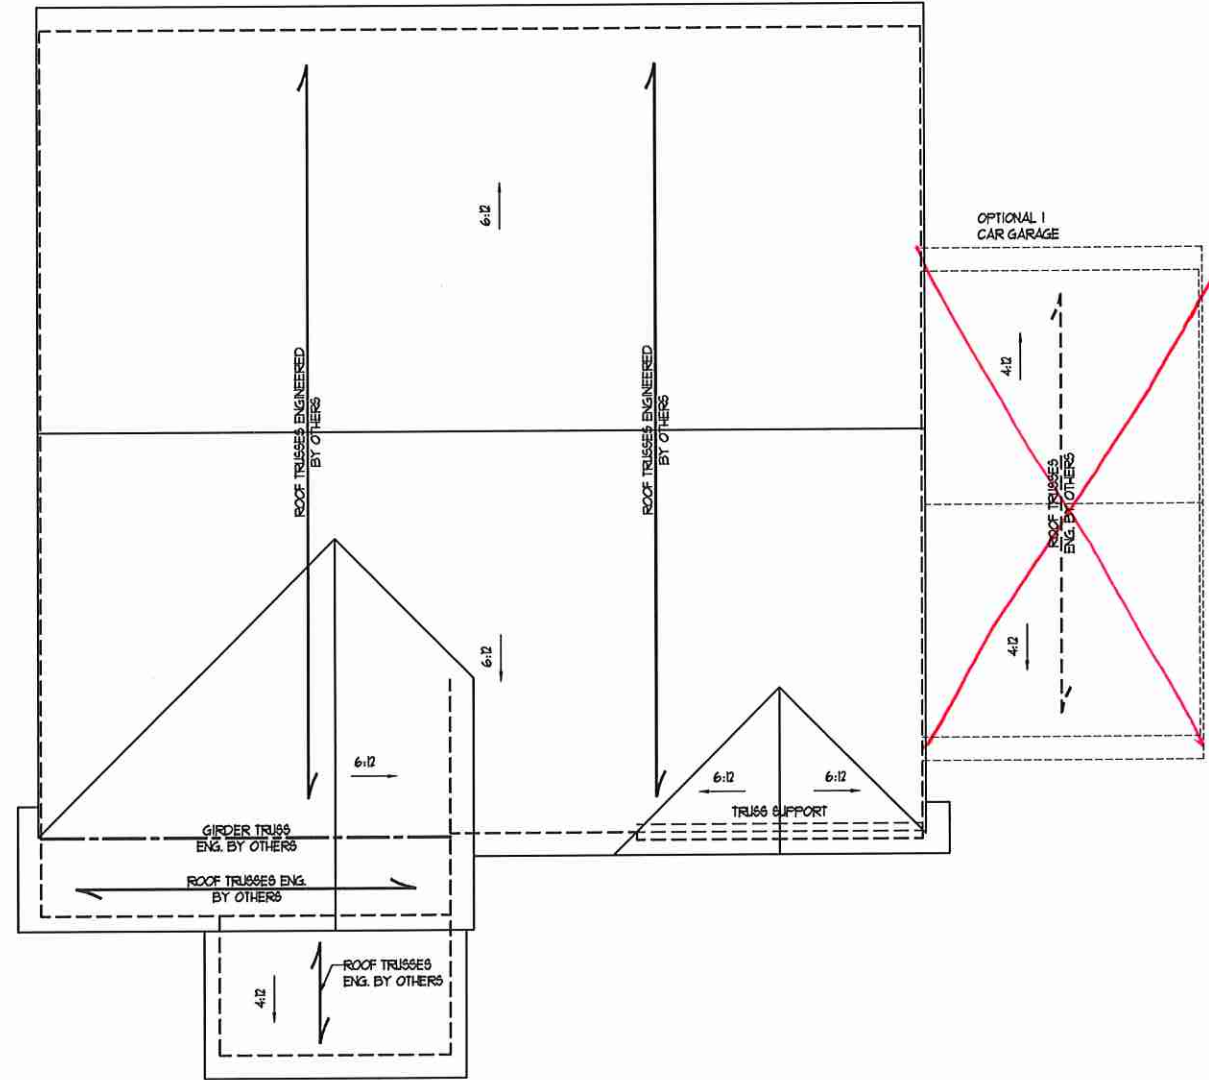 6:12
OPTIONAL 1
CAR GARAGE
4:12
ROOF TRUSSES ENGINEERED
BY OTHERS
ROOF TRUSSES ENGINEERED
BY OTHERS
ROOF TRUSSES
ENG. BY OTHERS
6:12
4:12
6:12
6:12
6:12
TRUSS SUPPORT
GIRDER TRUSS
ENG. BY OTHERS
ROOF TRUSSES ENG.
BY OTHERS
ROOF TRUSSES
ENG. BY OTHERS
4:12